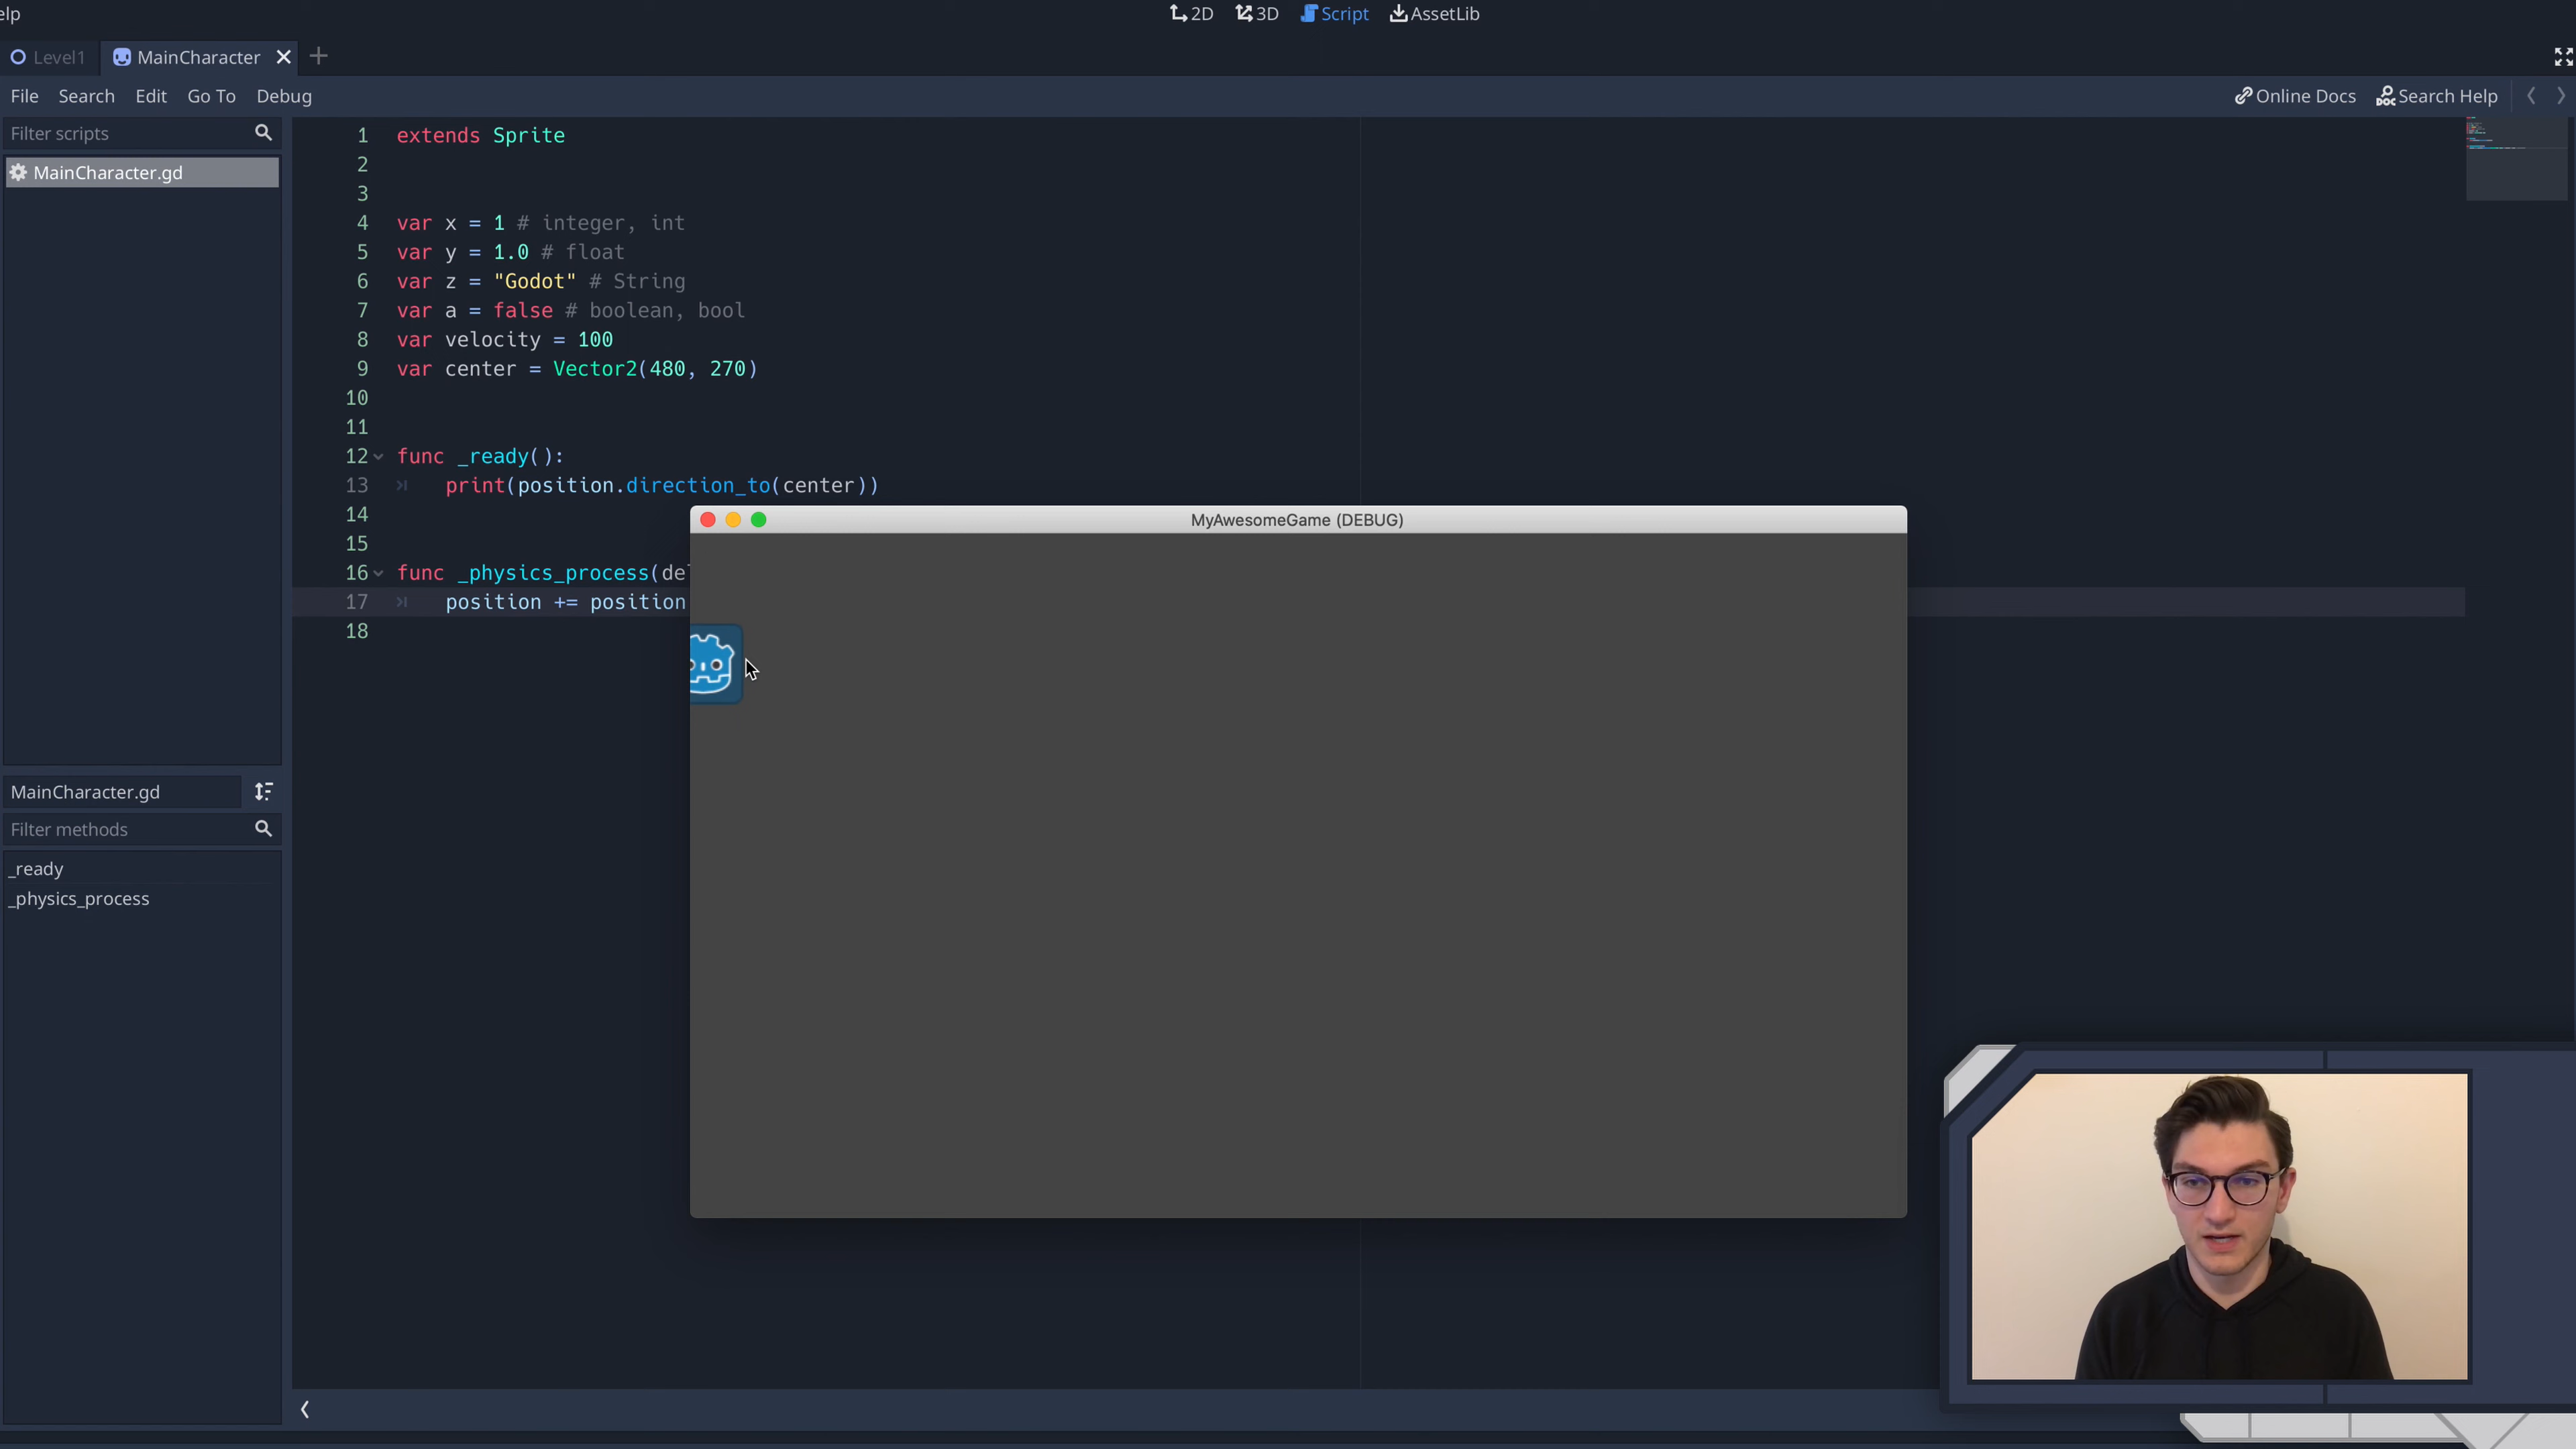 elp
2D 3D Script AssetLib
Level1 MainCharacter
File Search Edit Go To Debug
Online Docs Search Help
Filter scripts
MainCharacter.gd
1 extends Sprite
2
3
4 var x = 1 # integer, int
5 var y = 1.0 # float
6 var z = "Godot" # String
7 var a = false # boolean, bool
8 var velocity = 100
9 var center = Vector2(480, 270)
10
11
12 func _ready():
13 print(position.direction_to(center))
14
15
16 func _physics_process(de
17 position += position
18
MyAwesomeGame (DEBUG)
MainCharacter.gd
Filter methods
_ready
_physics_process